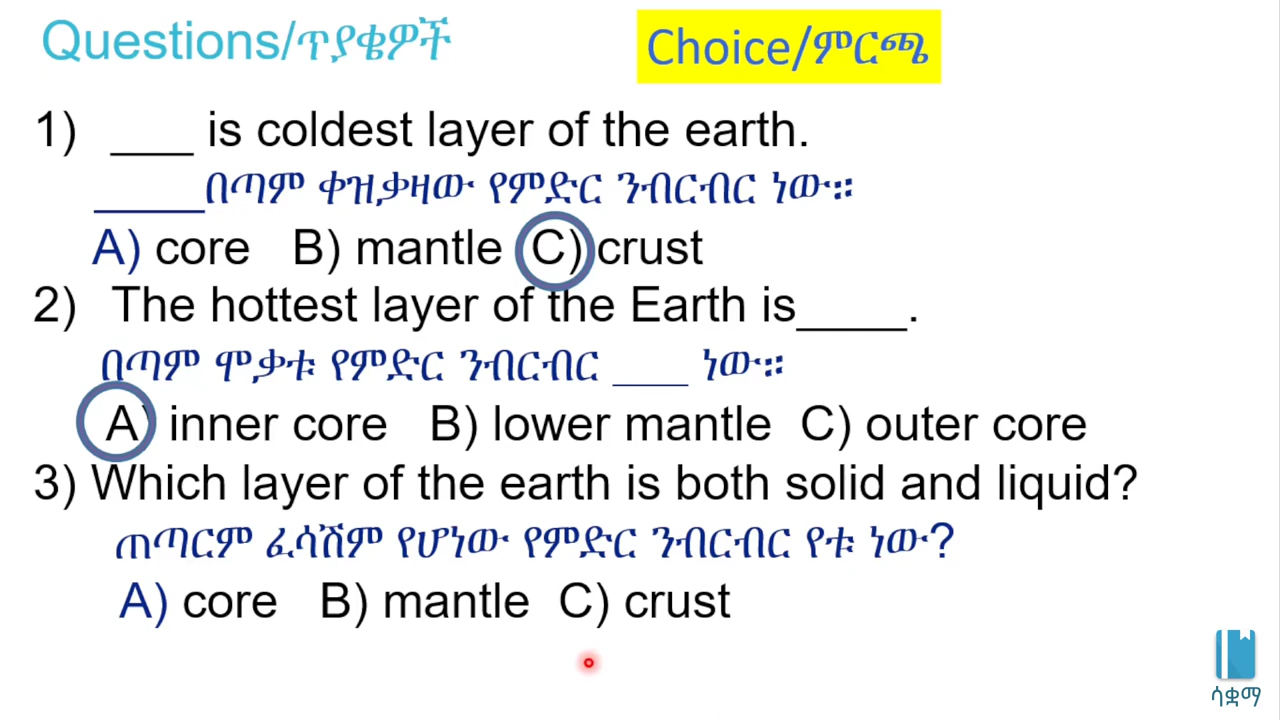 Questions/ጥያቄዎች
Choice/ምርጫ
1) ___ is coldest layer of the earth.
____በጣም ቀዝቃዛው የምድር ንብርብር ነው።
A) core B) mantle C) crust
2) The hottest layer of the Earth is____.
በጣም ሞቃቱ የምድር ንብርብር ___ ነው።
A) inner core B) lower mantle C) outer core
3) Which layer of the earth is both solid and liquid?
ጠጣርም ፈሳሽም የሆነው የምድር ንብርብር የቱ ነው?
A) core B) mantle C) crust
ሳቋማ